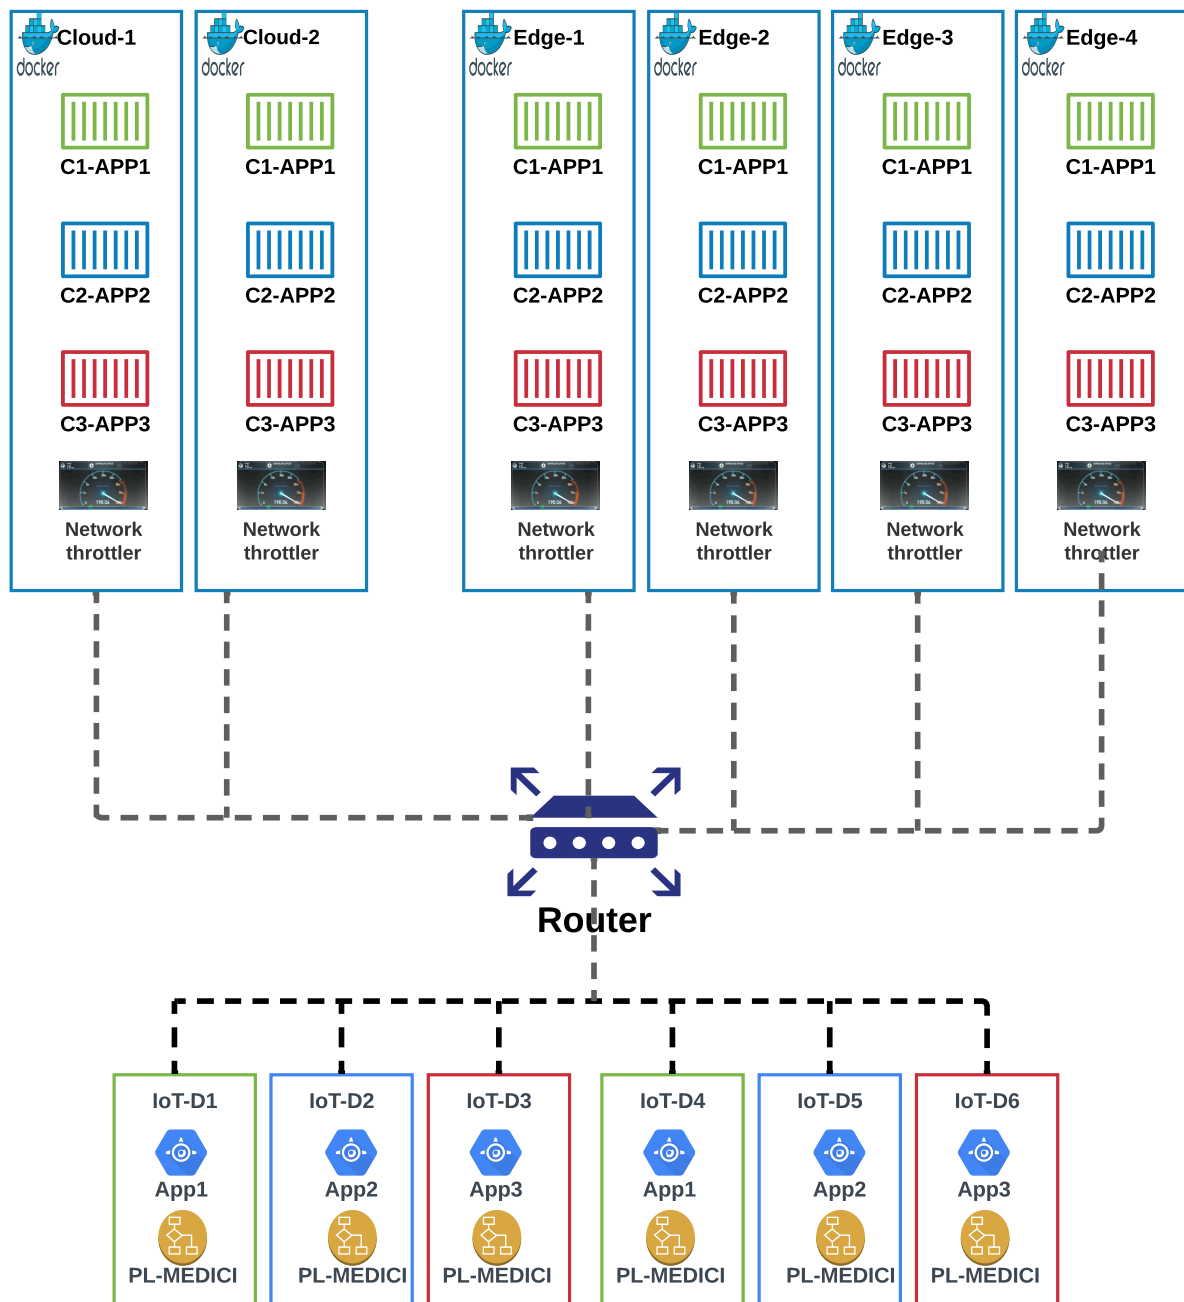 Cloud-1
docker
C1-APP1
C2-APP2
C3-APP3
Network
throttler
Cloud-2
docker
C1-APP1
C2-APP2
C3-APP3
Network
throttler
Edge-1
docker
C1-APP1
C2-APP2
C3-APP3
Network
throttler
Edge-2
docker
C1-APP1
C2-APP2
C3-APP3
Network
throttler
Edge-3
docker
C1-APP1
C2-APP2
C3-APP3
Network
throttler
Edge-4
docker
C1-APP1
C2-APP2
C3-APP3
Network
throttler
Router
IoT-D1
App1
PL-MEDICI
IoT-D2
App2
PL-MEDICI
IoT-D3
App3
PL-MEDICI
IoT-D4
App1
PL-MEDICI
IoT-D5
App2
PL-MEDICI
IoT-D6
App3
PL-MEDICI